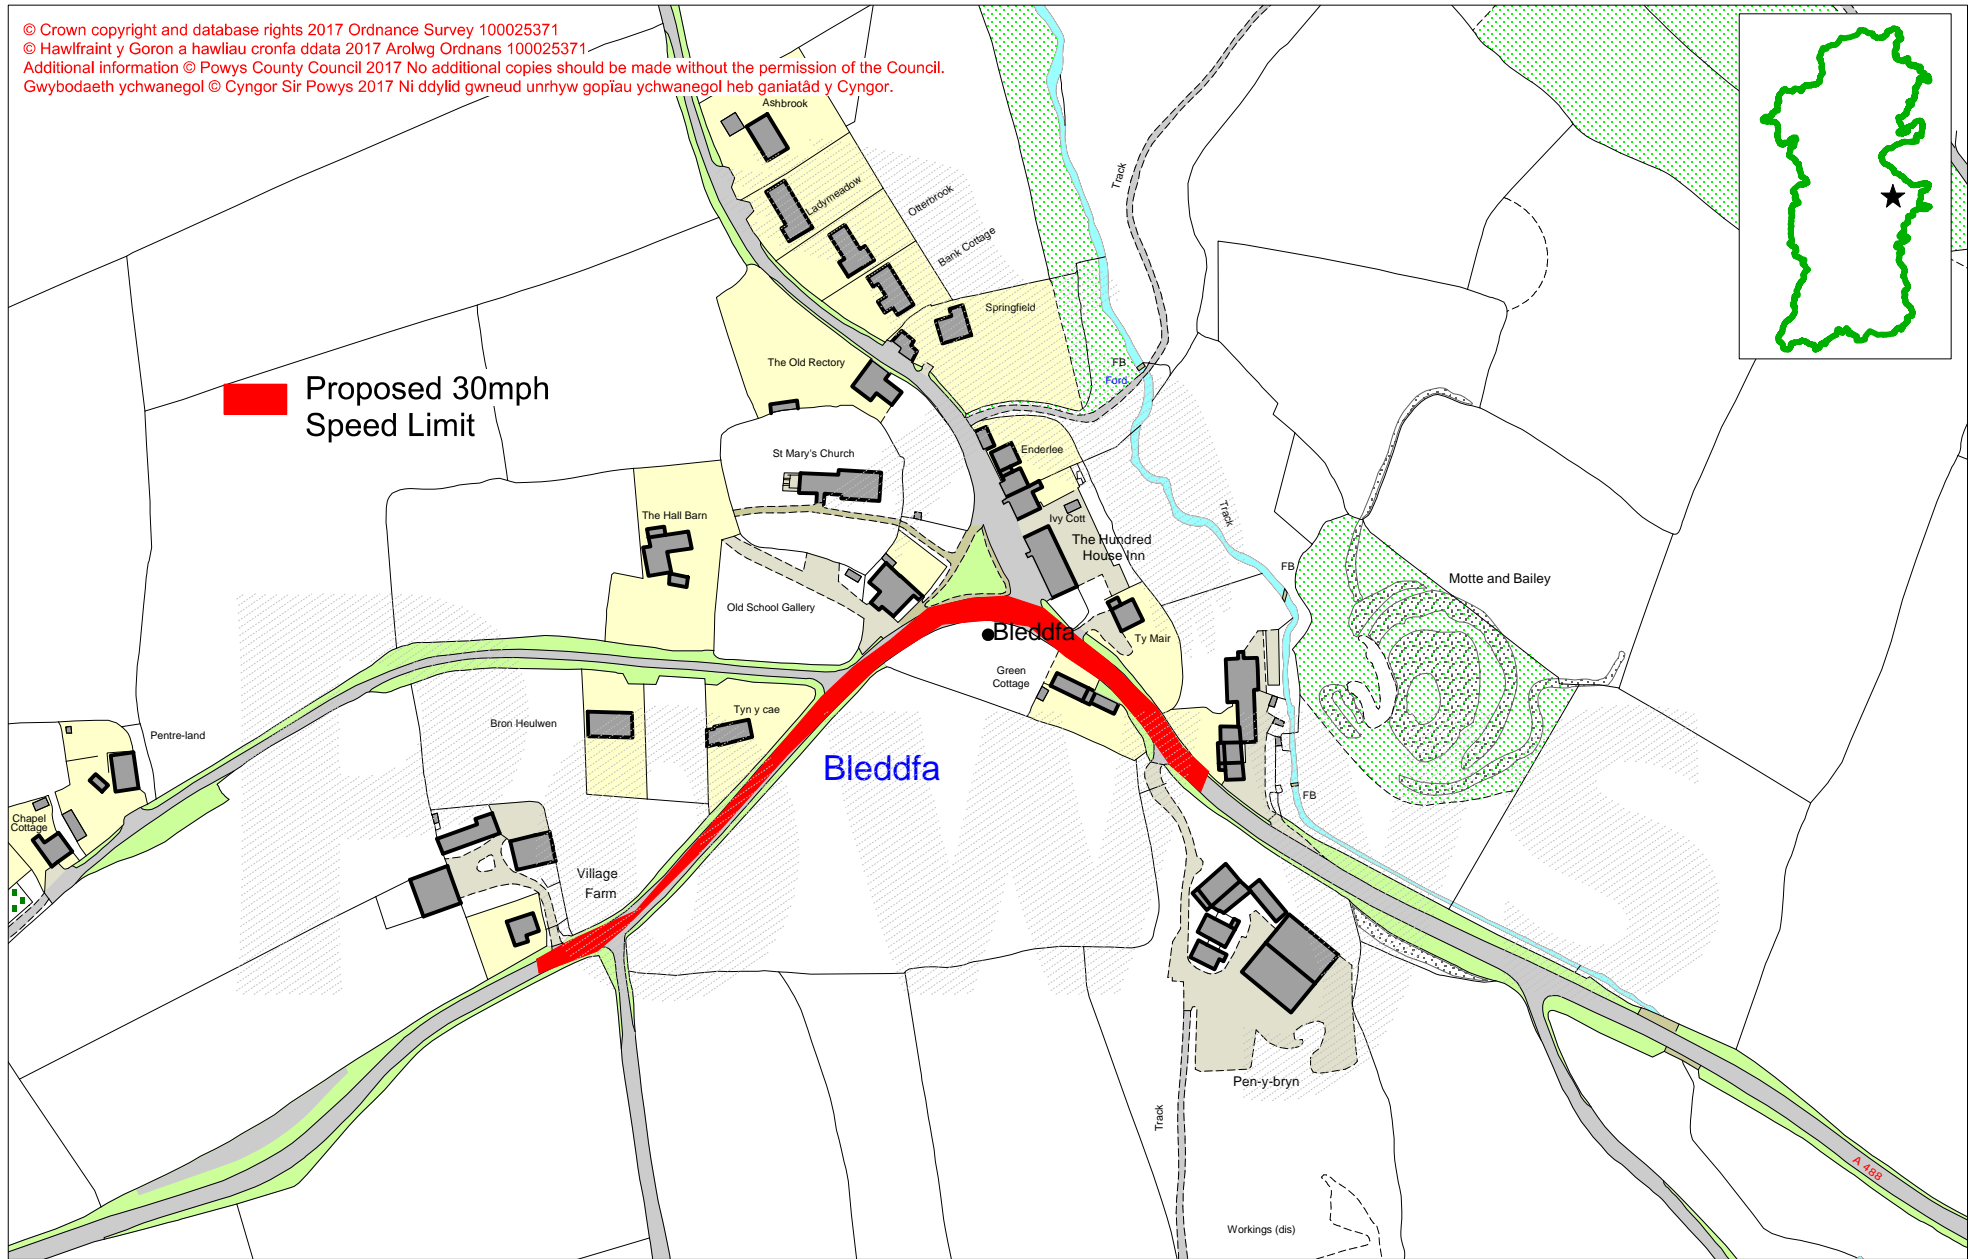 © Crown copyright and database rights 2017 Ordnance Survey 100025371
© Hawlfraint y Goron a hawliau cronfa ddata 2017 Arolwg Ordnans 100025371
Additional information © Powys County Council 2017 No additional copies should be made without the permission of the Council.
Gwybodaeth ychwanegol © Cyngor Sir Powys 2017 Ni ddylid gwneud unrhyw gopïau ychwanegol heb ganiatâd y Cyngor.
Ashbrook
Track
Ladymeadow
Otterbrook
Bank Cottage
Springfield
The Old Rectory
FB
Ford
Proposed 30mph
Speed Limit
St Mary's Church
Enderlee
The Hall Barn
Ivy Cott
Track
The Hundred
House Inn
FB
Motte and Bailey
Old School Gallery
Bleddfa
Ty Mair
Green
Cottage
Tyn y cae
Bron Heulwen
Pentre-land
Bleddfa
FB
Chapel
Cottage
Village
Farm
Pen-y-bryn
Track
A 488
Workings (dis)
Powys